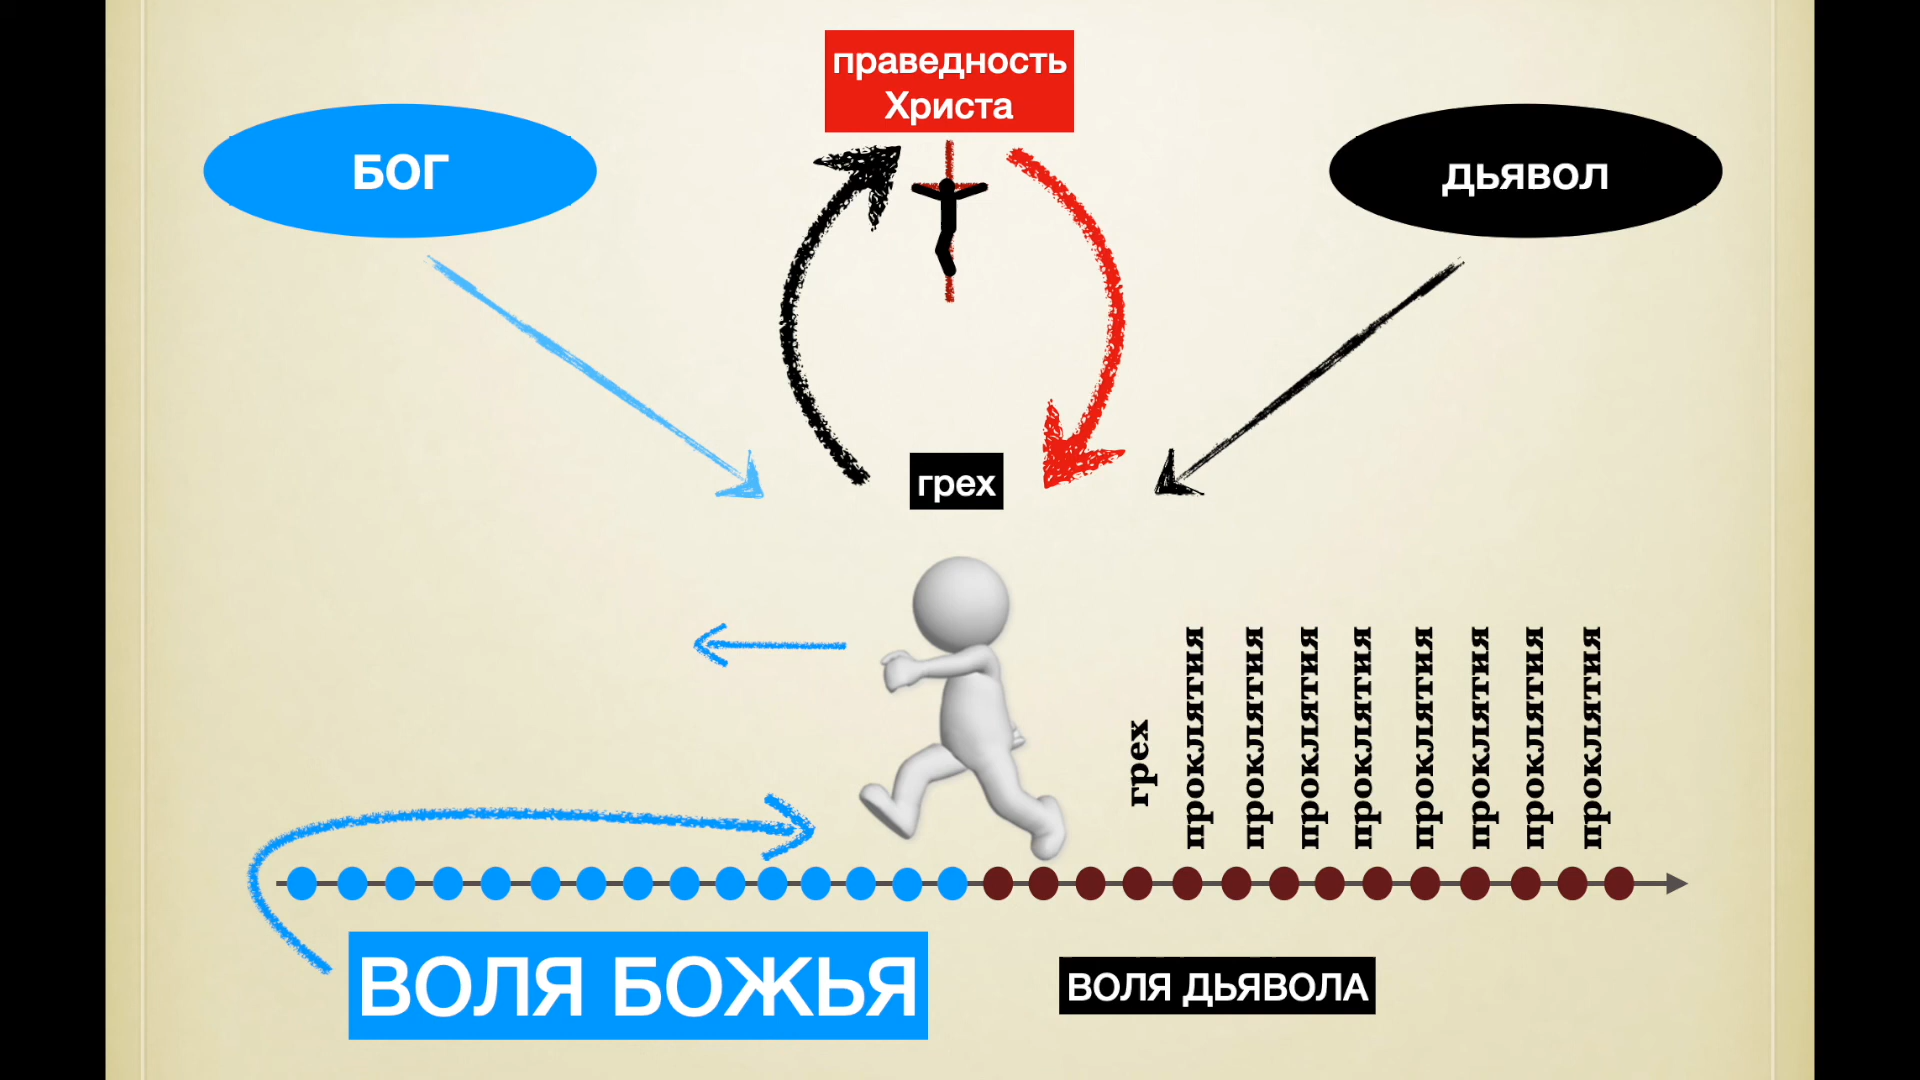 праведность
Христа
БОГ
дьявол
грех
грех
проклятия
проклятия
проклятия
проклятия
проклятия
проклятия
проклятия
проклятия
ВОЛЯ БОЖЬЯ
ВОЛЯ ДЬЯВОЛА